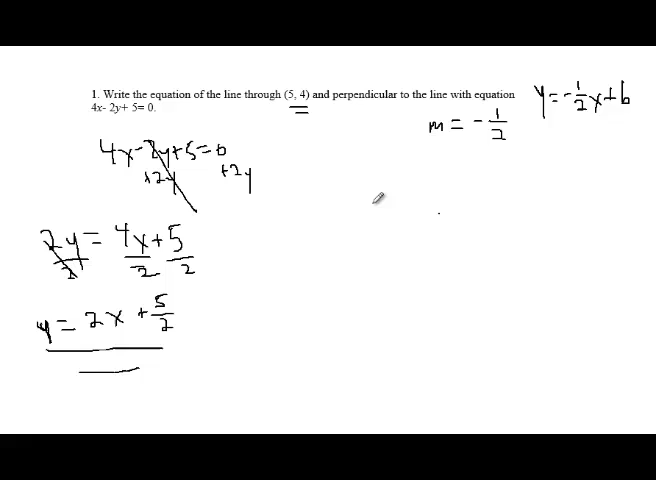 1. Write the equation of the line through (5, 4) and perpendicular to the line with equation
4x- 2y+ 5= 0.
y = -1/2 x + b
m = -1/2
4x - 2y + 5 = 0
+2y +2y
2y = 4x + 5
2 2 2
y = 2x + 5/2